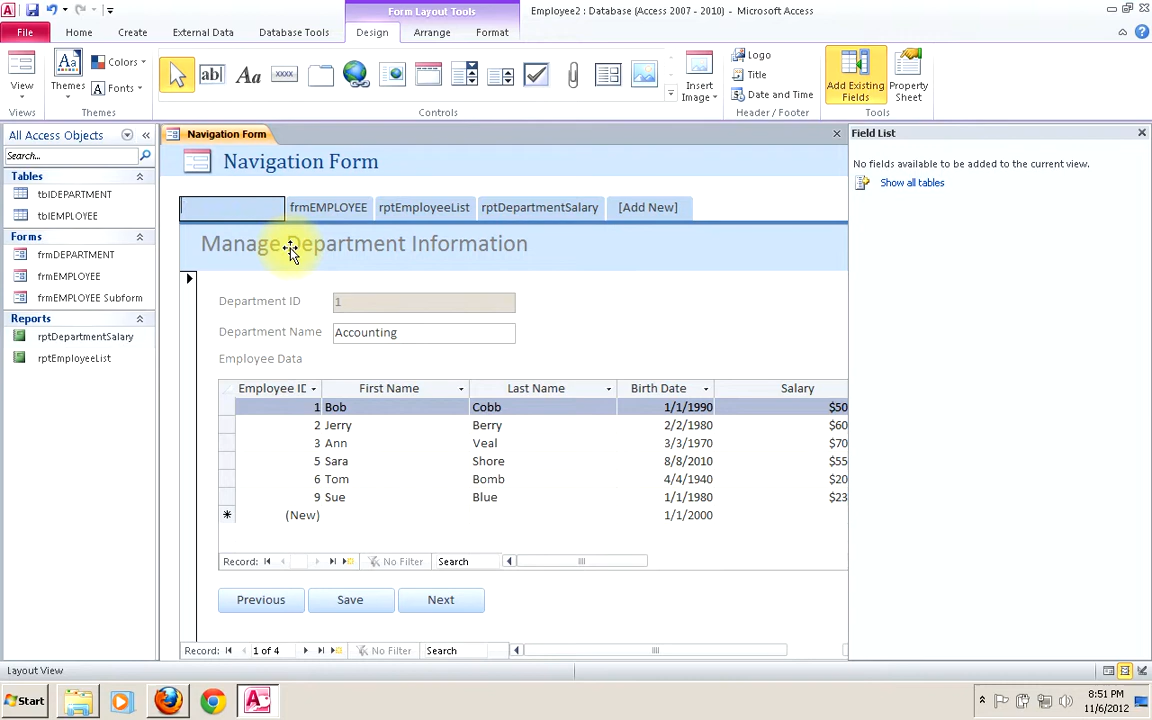 Form Layout Tools
Employee2 : Database (Access 2007 - 2010) - Microsoft Access
File Home Create External Data Database Tools Design Arrange Format
View
Views
Themes
Colors
Fonts
Themes
ab|
Aa
xxxx
Controls
Insert Image
Logo
Title
Date and Time
Header / Footer
Add Existing Fields
Property Sheet
Tools
All Access Objects
Search...
Tables
tblDEPARTMENT
tblEMPLOYEE
Forms
frmDEPARTMENT
frmEMPLOYEE
frmEMPLOYEE Subform
Reports
rptDepartmentSalary
rptEmployeeList
Navigation Form
Navigation Form
frmEMPLOYEE rptEmployeeList rptDepartmentSalary [Add New]
Manage Department Information
Department ID 1
Department Name Accounting
Employee Data
Employee ID First Name Last Name Birth Date Salary
1 Bob Cobb 1/1/1990 $50
2 Jerry Berry 2/2/1980 $60
3 Ann Veal 3/3/1970 $70
5 Sara Shore 8/8/2010 $55
6 Tom Bomb 4/4/1940 $20
9 Sue Blue 1/1/1980 $23
(New) 1/1/2000
Record: No Filter Search
Previous Save Next
Record: 1 of 4 No Filter Search
Field List
No fields available to be added to the current view.
Show all tables
Layout View
Start
8:51 PM
11/6/2012